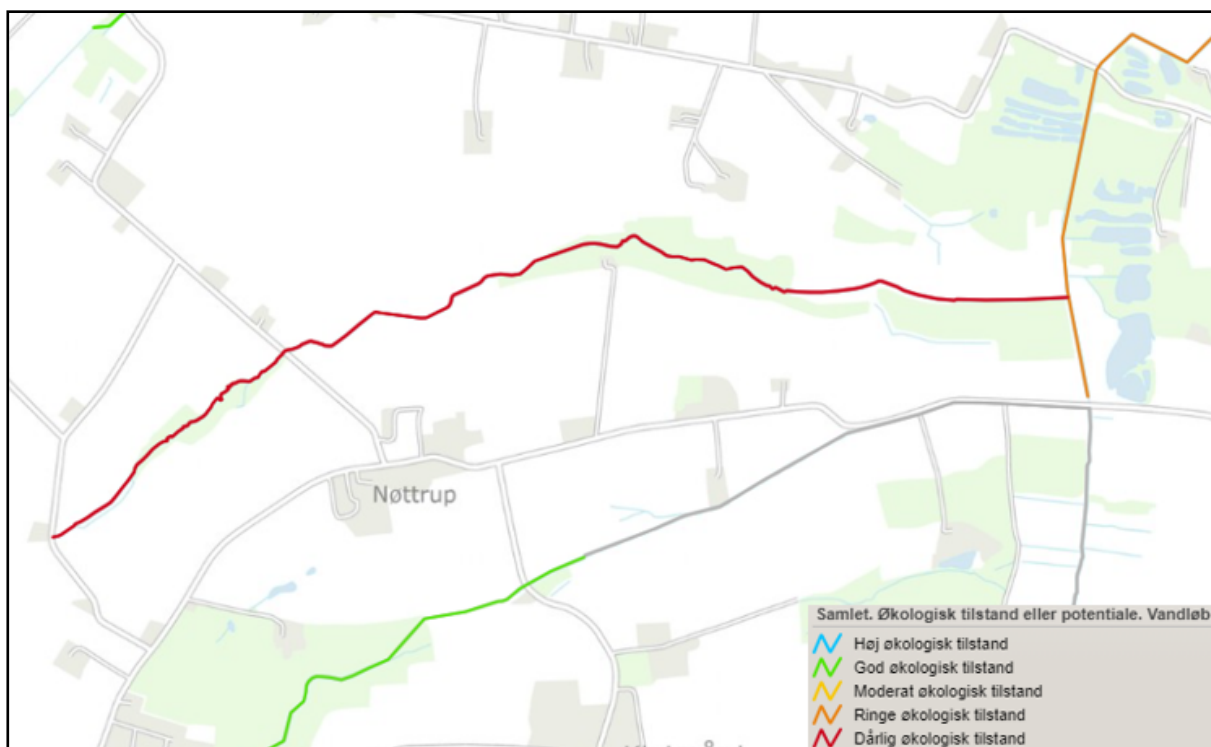 Nøttrup
Samlet. Økologisk tilstand eller potentiale. Vandløb
Høj økologisk tilstand
God økologisk tilstand
Moderat økologisk tilstand
Ringe økologisk tilstand
Dårlig økologisk tilstand